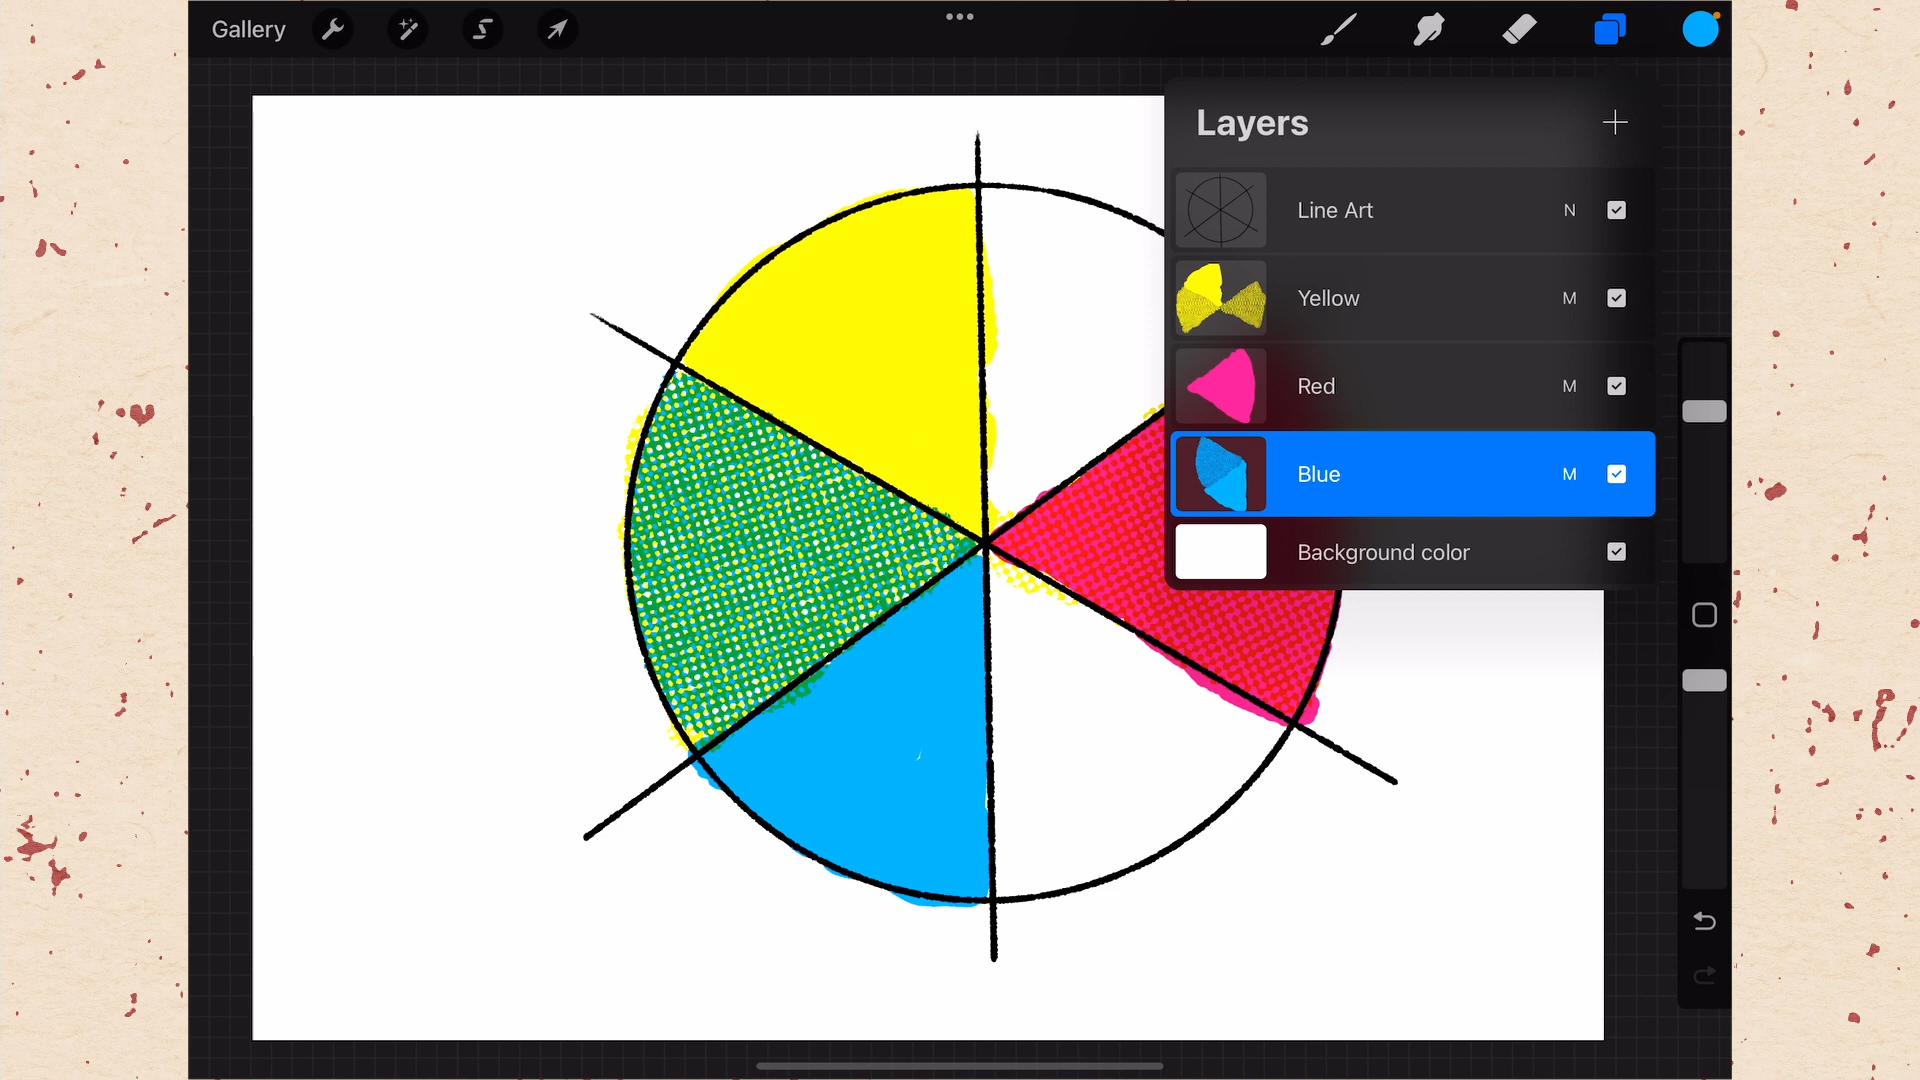 Gallery
Layers
Line Art N
Yellow M
Red M
Blue M
Background color